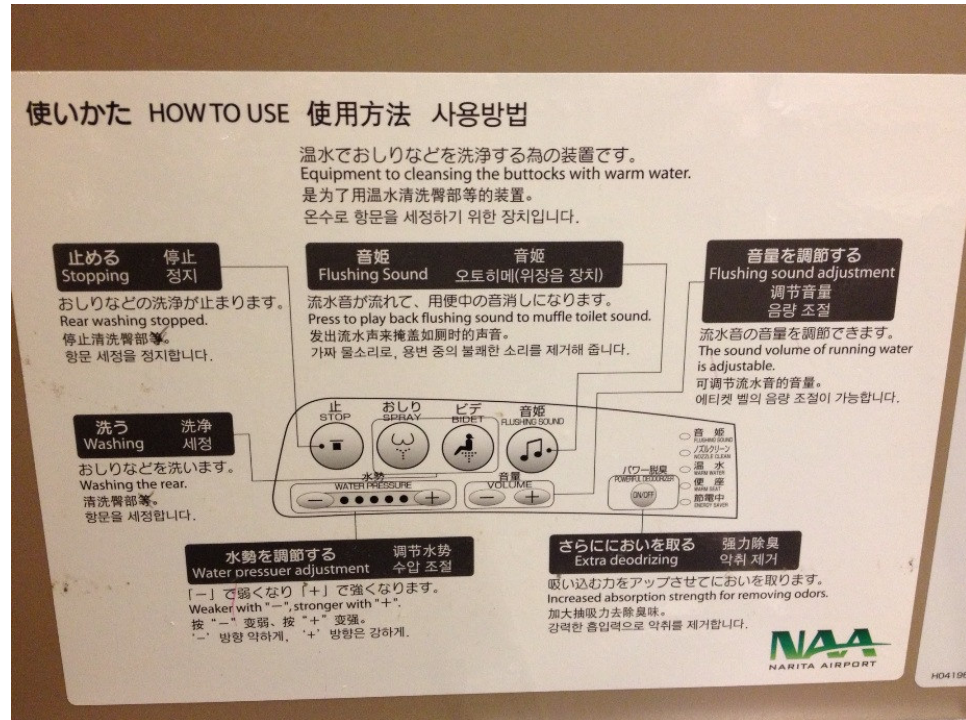 使いかた HOW TO USE 使用方法 사용방법
温水でおしりなどを洗浄する為の装置です。
Equipment to cleansing the buttocks with warm water.
是为了用温水清洗臀部等的装置。
온수로 항문을 세정하기 위한 장치입니다.
止める 停止
Stopping 정지
おしりなどの洗浄が止まります。
Rear washing stopped.
停止清洗臀部等。
항문 세정을 정지합니다.
音姫 音姫
Flushing Sound 오토히메(위장음 장치)
流水音が流れて、用便中の音消しになります。
Press to play back flushing sound to muffle toilet sound.
发出流水声来掩盖如厕时的声音。
가짜 물소리로, 용변 중의 불쾌한 소리를 제거해 줍니다.
音量を調節する
Flushing sound adjustment
调节音量
음량 조절
流水音の音量を調節できます。
The sound volume of running water
is adjustable.
可调节流水音的音量。
에티켓 벨의 음량 조절이 가능합니다.
洗う 洗净
Washing 세정
おしりなどを洗います。
Washing the rear.
清洗臀部等。
항문을 세정합니다.
止 おしり ビデ 音姫
STOP SPRAY BIDET FLUSHING SOUND
水勢 音量
WATER PRESSURE VOLUME
− + − +
パワー脱臭
POWERFUL DEODORIZER
ON/OFF
音 姫
FLUSHING SOUND
ノズルクリーン
NOZZLE CLEAN
温 水
WARM WATER
便 座
WARM SEAT
節電中
ENERGY SAVER
水勢を調節する 调节水势
Water pressuer adjustment 수압 조절
「−」で弱くなり「+」で強くなります。
Weaker with "−", stronger with "+".
按 "−" 变弱、按 "+" 变强。
'−' 방향 약하게, '+' 방향은 강하게.
さらににおいを取る 强力除臭
Extra deodrizing 악취 제거
吸い込む力をアップさせてにおいを取ります。
Increased absorption strength for removing odors.
加大抽吸力去除臭味。
강력한 흡입력으로 악취를 제거합니다.
NAA
NARITA AIRPORT